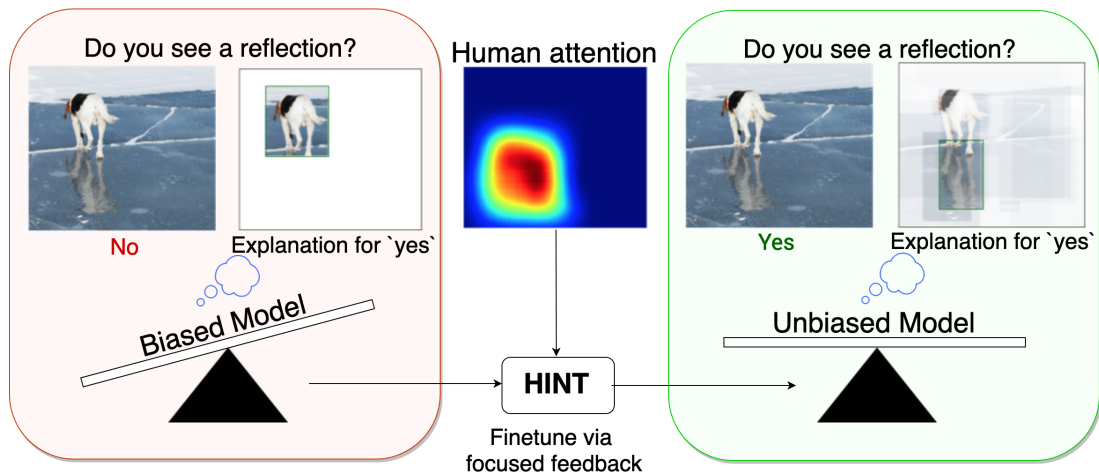 Do you see a reflection?
No
Explanation for `yes`
Biased Model
Human attention
HINT
Finetune via
focused feedback
Do you see a reflection?
Yes
Explanation for `yes`
Unbiased Model